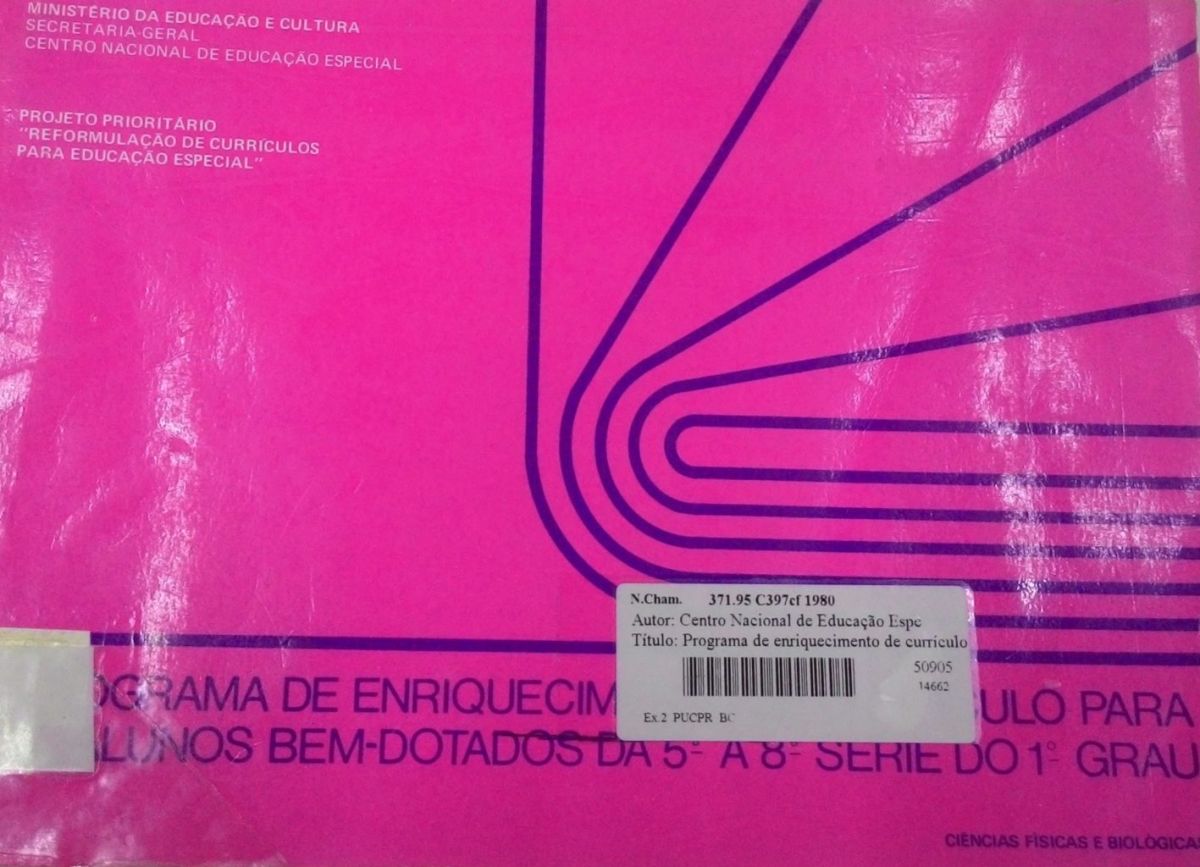 MINISTÉRIO DA EDUCAÇÃO E CULTURA
SECRETARIA-GERAL
CENTRO NACIONAL DE EDUCAÇÃO ESPECIAL
PROJETO PRIORITÁRIO
"REFORMULAÇÃO DE CURRÍCULOS
PARA EDUCAÇÃO ESPECIAL"
N.Cham. 371.95 C397cf 1980
Autor: Centro Nacional de Educação Espe
Título: Programa de enriquecimento de currículo
50905
14662
Ex.2 PUCPR BC
OGRAMA DE ENRIQUECIM ULO PARA
ALUNOS BEM-DOTADOS DA 5ª A 8ª SÉRIE DO 1º GRAU
CIÊNCIAS FÍSICAS E BIOLÓGICA